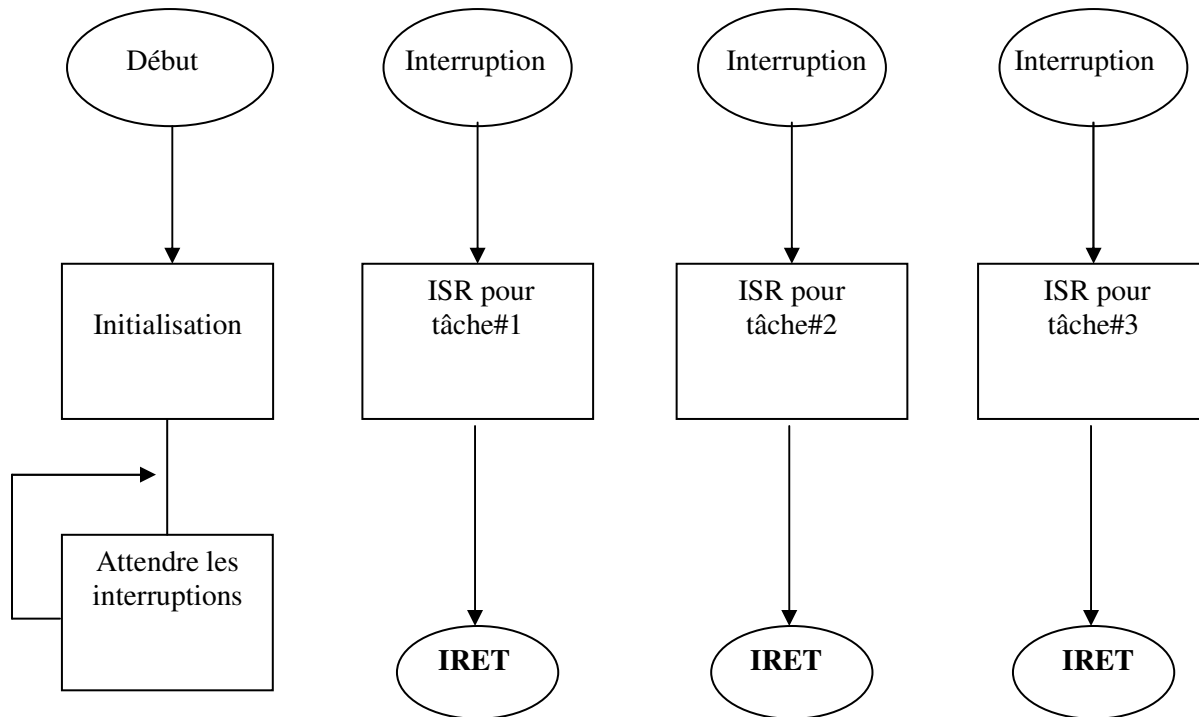 Début
Interruption
Interruption
Interruption
Initialisation
ISR pour
tâche#1
ISR pour
tâche#2
ISR pour
tâche#3
Attendre les
interruptions
IRET
IRET
IRET